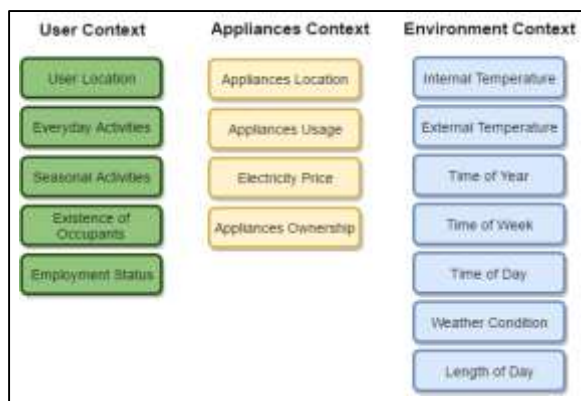 User Context
User Location
Everyday Activities
Seasonal Activities
Existence of
Occupants
Employment Status
Appliances Context
Appliances Location
Appliances Usage
Electricity Price
Appliances Ownership
Environment Context
Internal Temperature
External Temperature
Time of Year
Time of Week
Time of Day
Weather Condition
Length of Day